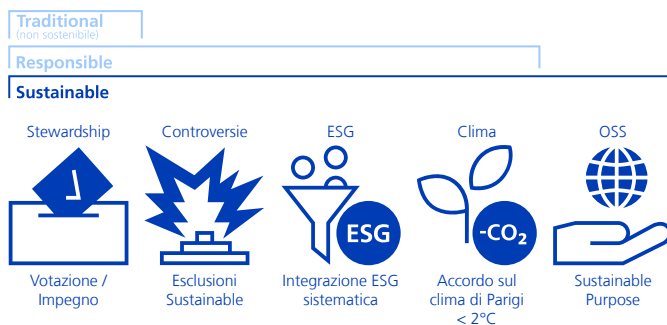 Traditional
(non sostenibile)
Responsible
Sustainable
Stewardship
Controversie
ESG
Clima
OSS
ESG
-CO₂
Votazione /
Impegno
Esclusioni
Sustainable
Integrazione ESG
sistematica
Accordo sul
clima di Parigi
< 2°C
Sustainable
Purpose